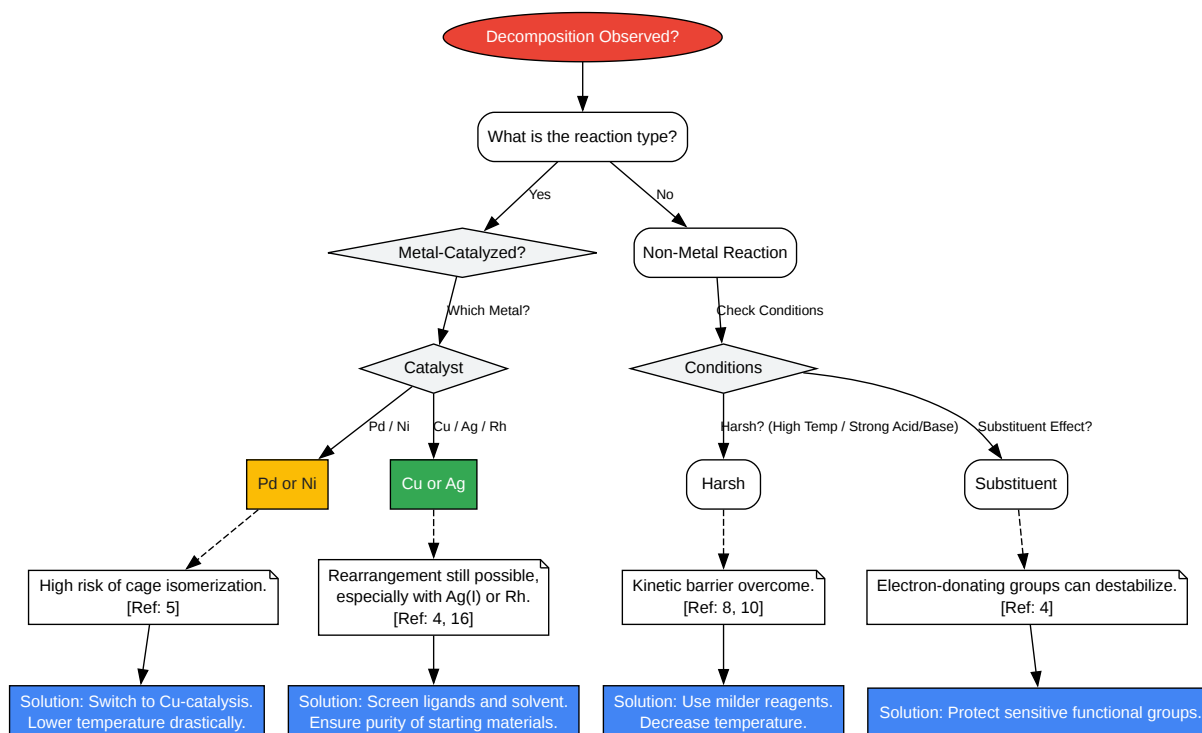 Decomposition Observed?
What is the reaction type?
Yes
No
Metal-Catalyzed?
Non-Metal Reaction
Which Metal?
Check Conditions
Catalyst
Conditions
Pd / Ni
Cu / Ag / Rh
Harsh? (High Temp / Strong Acid/Base)
Substituent Effect?
Pd or Ni
Cu or Ag
Harsh
Substituent
High risk of cage isomerization.
[Ref: 5]
Rearrangement still possible,
especially with Ag(I) or Rh.
[Ref: 4, 16]
Kinetic barrier overcome.
[Ref: 8, 10]
Electron-donating groups can destabilize.
[Ref: 4]
Solution: Switch to Cu-catalysis.
Lower temperature drastically.
Solution: Screen ligands and solvent.
Ensure purity of starting materials.
Solution: Use milder reagents.
Decrease temperature.
Solution: Protect sensitive functional groups.